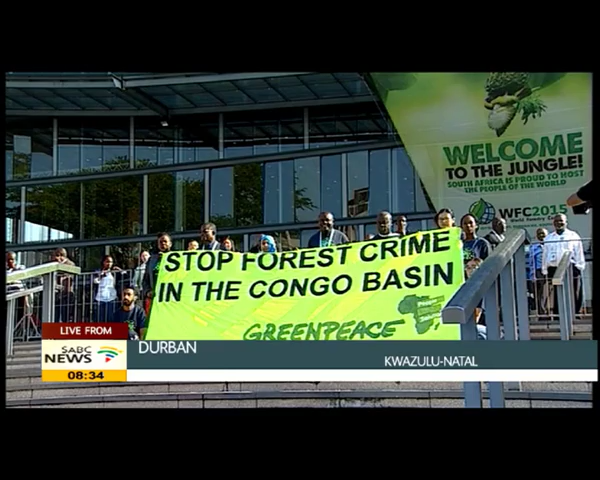 WELCOME
TO THE JUNGLE!
SOUTH AFRICA IS PROUD TO HOST
THE PEOPLE OF THE WORLD
WFC2015
STOP FOREST CRIME
IN THE CONGO BASIN
GREENPEACE
LIVE FROM
SABC
NEWS
08:34
DURBAN
KWAZULU-NATAL